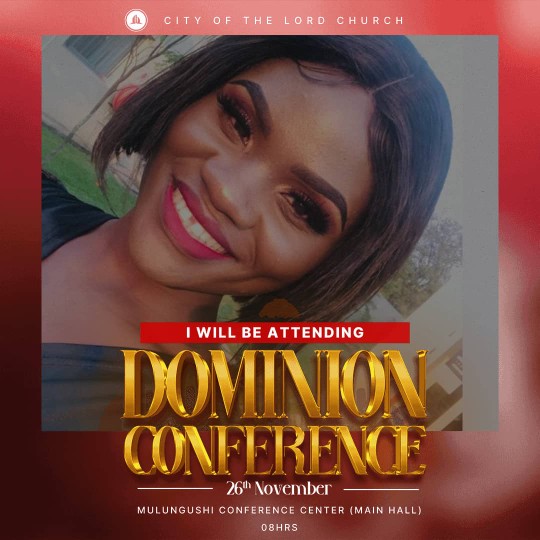 CITY OF THE LORD CHURCH
I WILL BE ATTENDING
DOMINION
CONFERENCE
26th November
MULUNGUSHI CONFERENCE CENTER (MAIN HALL)
08HRS